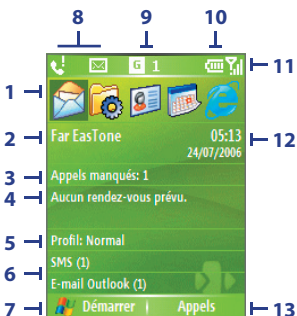 8 9 10
G 1
11
1
2 Far EasTone 05:13 12
24/07/2006
3 Appels manqués: 1
4 Aucun rendez-vous prévu.
5 Profil: Normal
6 SMS (1)
E-mail Outlook (1)
7 Démarrer Appels 13